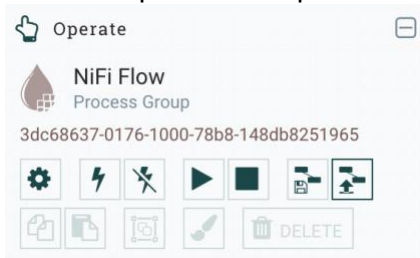 Operate
NiFi Flow
Process Group
3dc68637-0176-1000-78b8-148db8251965
DELETE